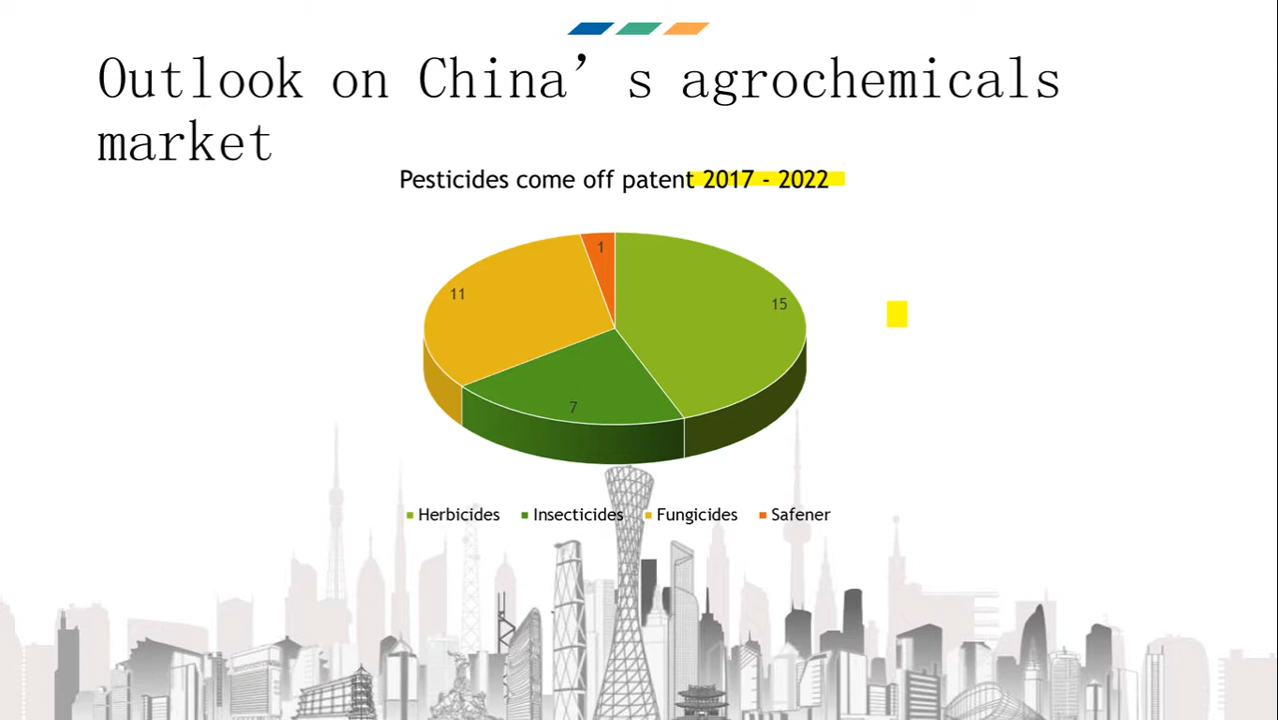 Outlook on China’s agrochemicals
market
Pesticides come off patent 2017 - 2022
1
11
15
7
Herbicides Insecticides Fungicides Safener